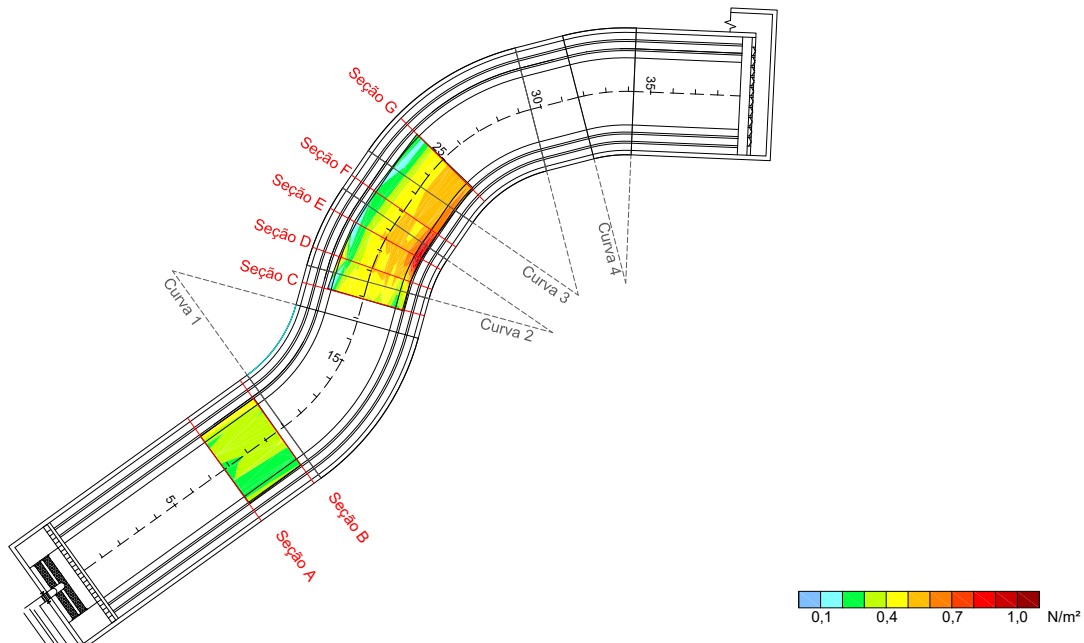 Seção G
30
35
25
Seção F
Seção E
Seção D
Seção C
Curva 4
Curva 3
Curva 2
Curva 1
15
5
Seção B
Seção A
0,1 0,4 0,7 1,0 N/m²